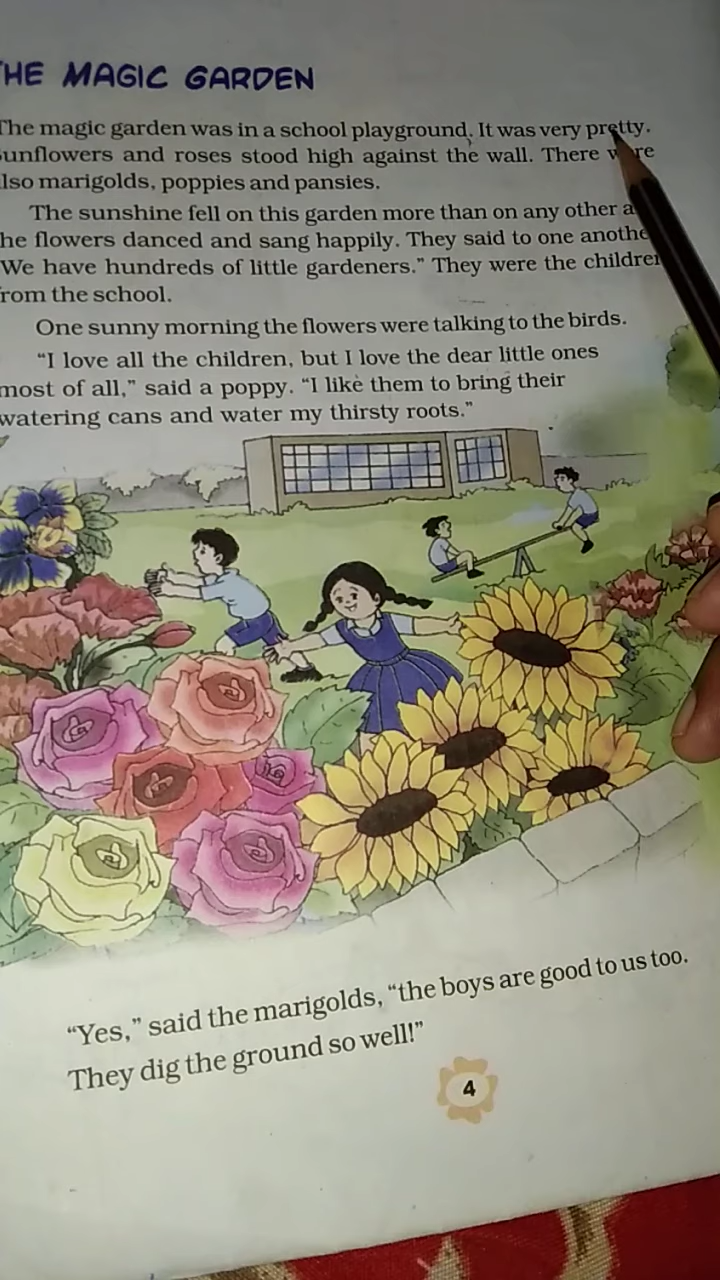 HE MAGIC GARDEN
The magic garden was in a school playground. It was very pretty.
unflowers and roses stood high against the wall. There were
lso marigolds, poppies and pansies.
The sunshine fell on this garden more than on any other a
he flowers danced and sang happily. They said to one anothe
"We have hundreds of little gardeners." They were the children
rom the school.
One sunny morning the flowers were talking to the birds.
"I love all the children, but I love the dear little ones
most of all," said a poppy. "I like them to bring their
watering cans and water my thirsty roots."
"Yes," said the marigolds, "the boys are good to us too.
They dig the ground so well!"
4